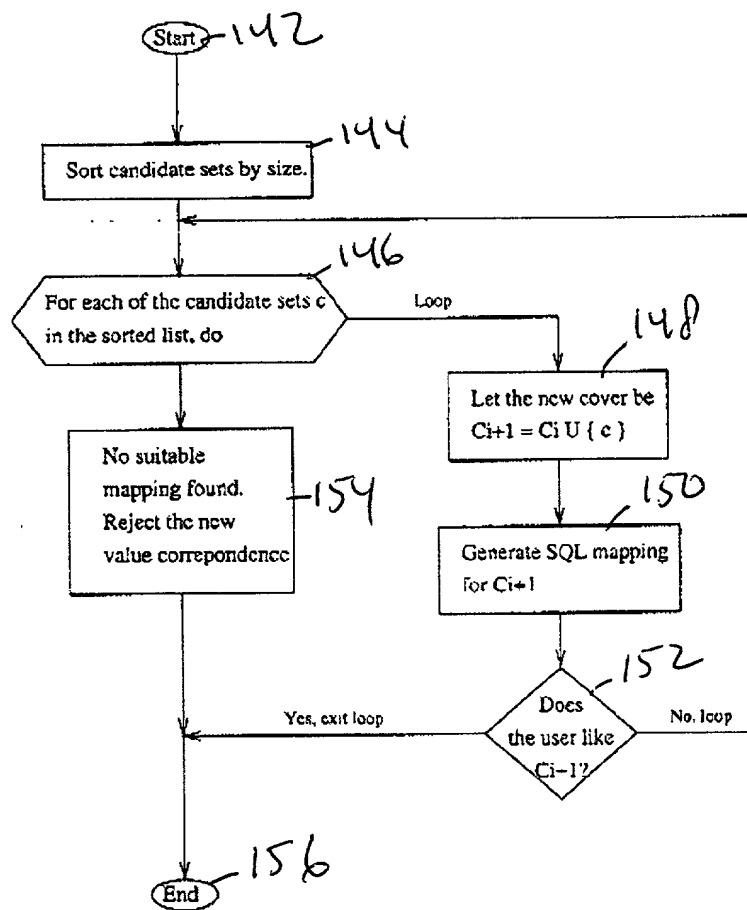 Start
142
144
Sort candidate sets by size.
146
For each of the candidate sets c
in the sorted list, do
Loop
148
Let the new cover be
Ci+1 = Ci U { c }
No suitable
mapping found.
Reject the new
value correpondence
154
150
Generate SQL mapping
for Ci+1
152
Does
the user like
Ci-1?
Yes, exit loop
No, loop
End
156